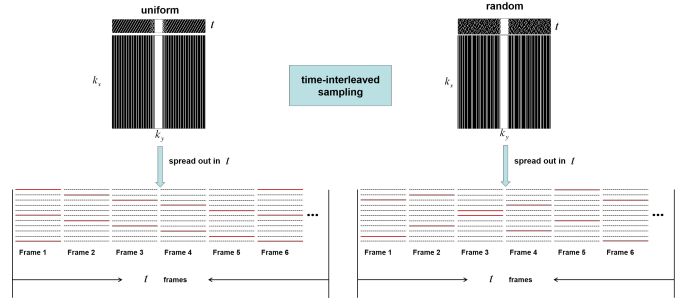 uniform
random
t
t
k_x
k_x
time-interleaved
sampling
k_y
k_y
spread out in t
spread out in t
...
...
Frame 1 Frame 2 Frame 3 Frame 4 Frame 5 Frame 6
Frame 1 Frame 2 Frame 3 Frame 4 Frame 5 Frame 6
t frames
t frames